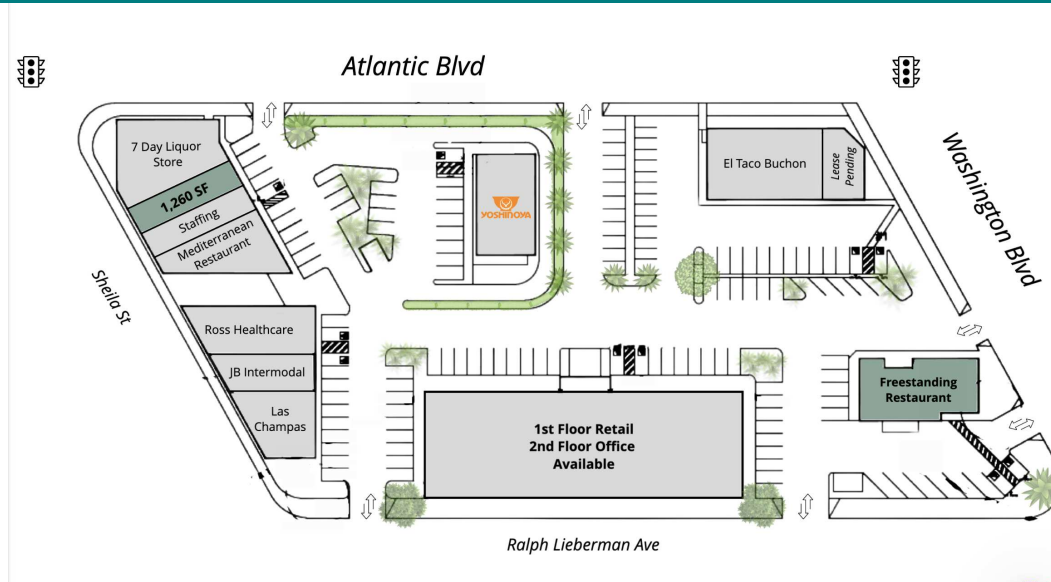 Atlantic Blvd
Washington Blvd
7 Day Liquor
Store
1,260 SF
Staffing
Mediterranean
Restaurant
YOSHINOYA
El Taco Buchon
Lease
Pending
Sheila St
Ross Healthcare
JB Intermodal
Las
Champas
1st Floor Retail
2nd Floor Office
Available
Freestanding
Restaurant
Ralph Lieberman Ave